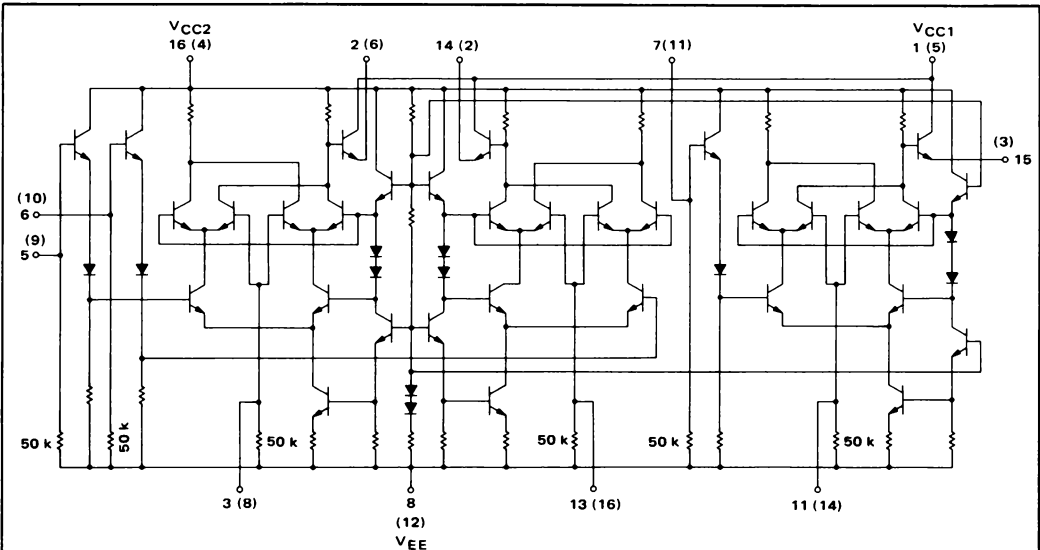 VCC2
16 (4)
2 (6)
14 (2)
7(11)
VCC1
1 (5)
(3)
15
(10)
6
(9)
5
50 k
50 k
50 k
50 k
50 k
50 k
3 (8)
8
(12)
VEE
13 (16)
11 (14)